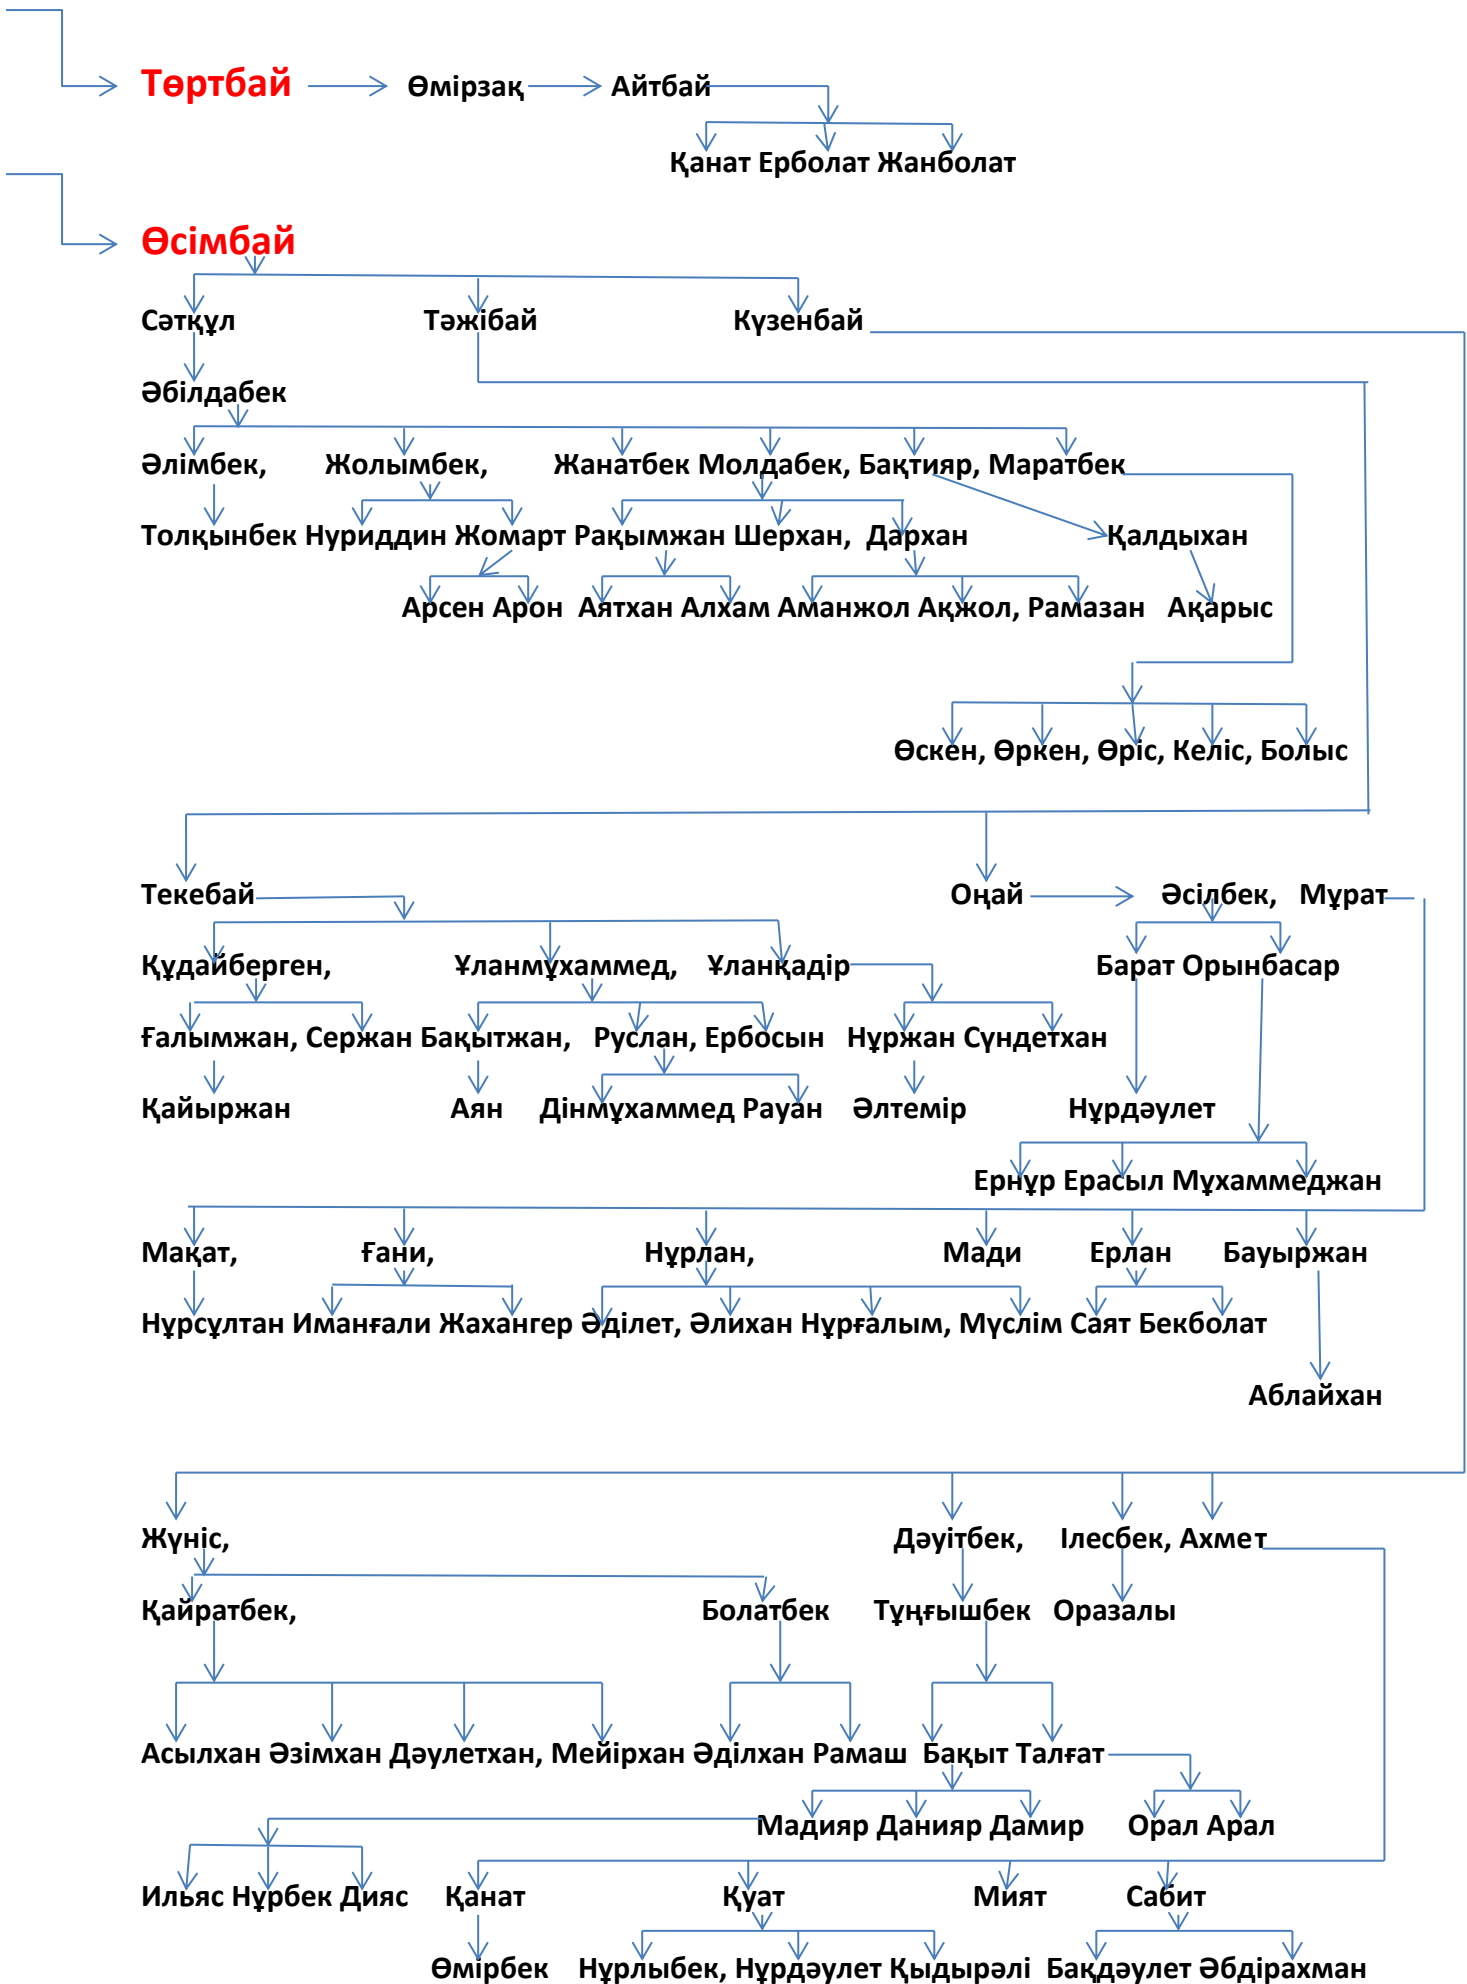 Төртбай Өмірзақ Айтбай
Қанат Ерболат Жанболат
Өсімбай
Сәтқұл Тәжібай Күзенбай
Әбілдабек
Әлімбек, Жолымбек, Жанатбек Молдабек, Бақтияр, Маратбек
Толқынбек Нуриддин Жомарт Рақымжан Шерхан, Дархан Қалдыхан
Арсен Арон Аятхан Алхам Аманжол Ақжол, Рамазан Ақарыс
Өскен, Өркен, Өріс, Келіс, Болыс
Текебай Оңай Әсілбек, Мұрат
Құдайберген, Ұланмұхаммед, Ұланқадір Барат Орынбасар
Ғалымжан, Сержан Бақытжан, Руслан, Ербосын Нұржан Сүндетхан
Қайыржан Аян Дінмұхаммед Рауан Әлтемір Нұрдәулет
Ернұр Ерасыл Мұхаммеджан
Мақат, Ғани, Нұрлан, Мади Ерлан Бауыржан
Нұрсұлтан Иманғали Жахангер Әділет, Әлихан Нұрғалым, Мүслім Саят Бекболат
Аблайхан
Жүніс, Дәуітбек, Ілесбек, Ахмет
Қайратбек, Болатбек Тұңғышбек Оразалы
Асылхан Әзімхан Дәулетхан, Мейірхан Әділхан Рамаш Бақыт Талғат
Мадияр Данияр Дамир Орал Арал
Ильяс Нұрбек Дияс Қанат Қуат Мият Сабит
Өмірбек Нұрлыбек, Нұрдәулет Қыдырәлі Бақдәулет Әбдірахман